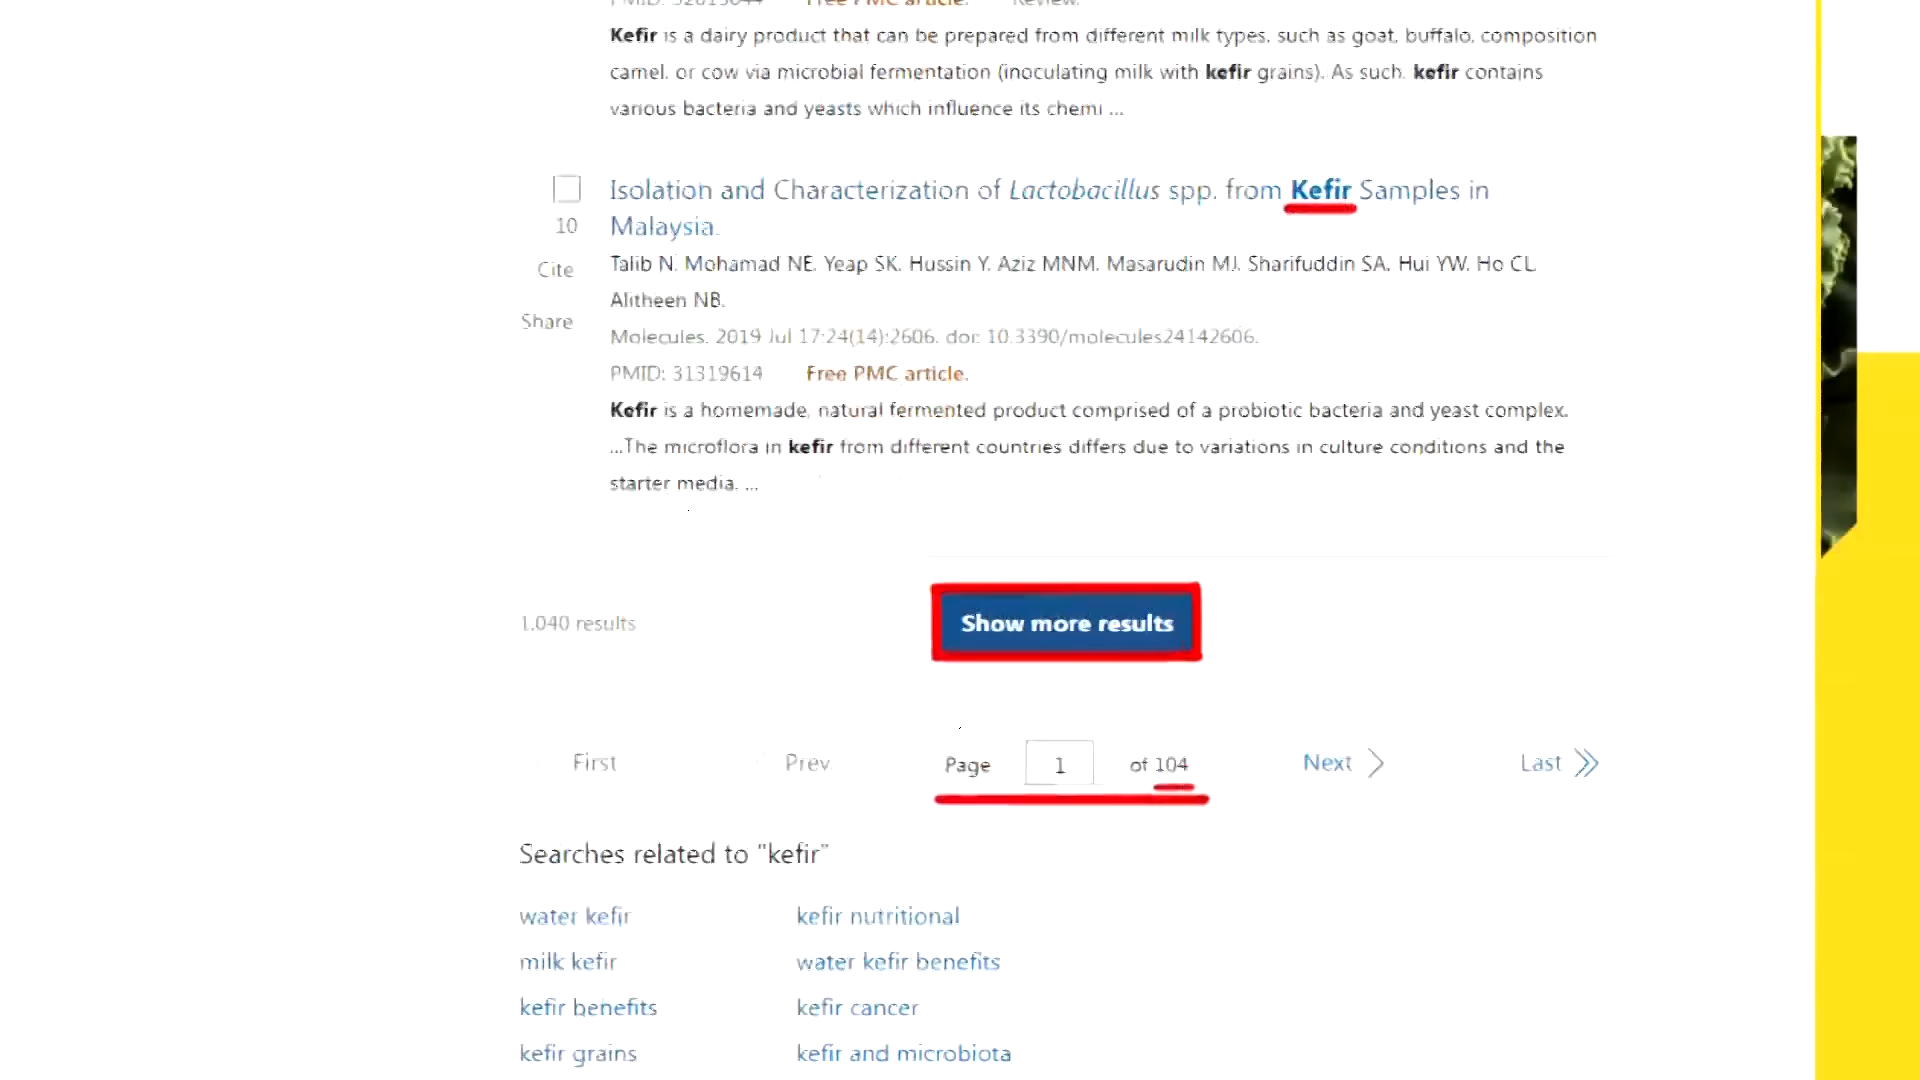 Free PMC article. Review.
Kefir is a dairy product that can be prepared from different milk types, such as goat, buffalo, composition
camel, or cow via microbial fermentation (inoculating milk with kefir grains). As such, kefir contains
various bacteria and yeasts which influence its chemi ...
Isolation and Characterization of Lactobacillus spp. from Kefir Samples in
Malaysia.
10
Cite
Share
Talib N, Mohamad NE, Yeap SK, Hussin Y, Aziz MNM, Masarudin MJ, Sharifuddin SA, Hui YW, Ho CL,
Alitheen NB.
Molecules. 2019 Jul 17;24(14):2606. doi: 10.3390/molecules24142606.
PMID: 31319614 Free PMC article.
Kefir is a homemade, natural fermented product comprised of a probiotic bacteria and yeast complex.
...The microflora in kefir from different countries differs due to variations in culture conditions and the
starter media. ...
1,040 results
Show more results
First Prev Page 1 of 104 Next Last
Searches related to "kefir"
water kefir kefir nutritional
milk kefir water kefir benefits
kefir benefits kefir cancer
kefir grains kefir and microbiota